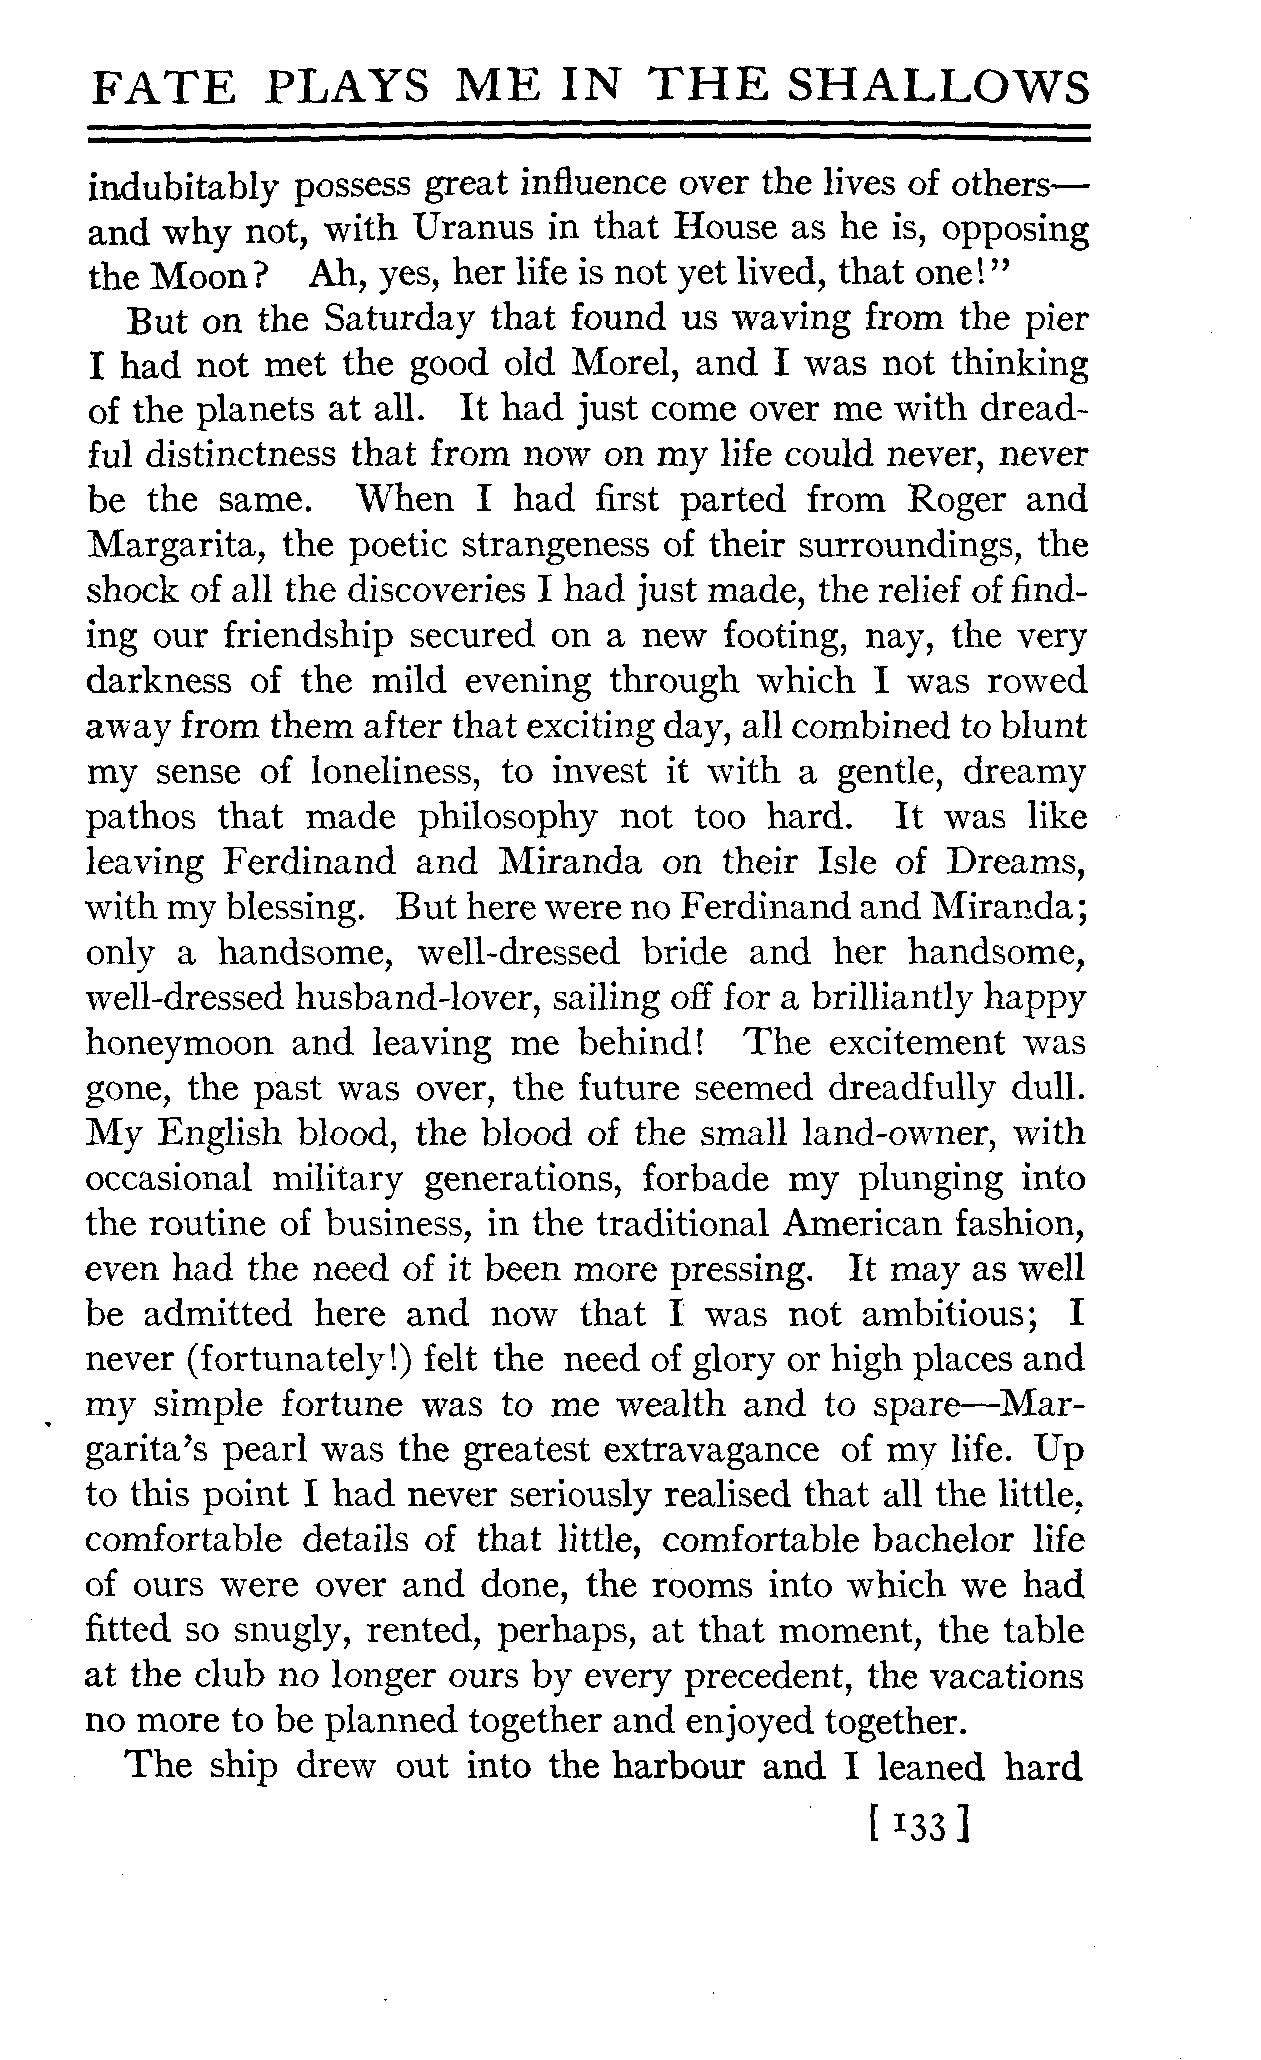 FATE PLAYS ME IN THE SHALLOWS
indubitably possess great influence over the lives of others—
and why not, with Uranus in that House as he is, opposing
the Moon? Ah, yes, her life is not yet lived, that one!"
But on the Saturday that found us waving from the pier
I had not met the good old Morel, and I was not thinking
of the planets at all. It had just come over me with dread-
ful distinctness that from now on my life could never, never
be the same. When I had first parted from Roger and
Margarita, the poetic strangeness of their surroundings, the
shock of all the discoveries I had just made, the relief of find-
ing our friendship secured on a new footing, nay, the very
darkness of the mild evening through which I was rowed
away from them after that exciting day, all combined to blunt
my sense of loneliness, to invest it with a gentle, dreamy
pathos that made philosophy not too hard. It was like
leaving Ferdinand and Miranda on their Isle of Dreams,
with my blessing. But here were no Ferdinand and Miranda;
only a handsome, well-dressed bride and her handsome,
well-dressed husband-lover, sailing off for a brilliantly happy
honeymoon and leaving me behind! The excitement was
gone, the past was over, the future seemed dreadfully dull.
My English blood, the blood of the small land-owner, with
occasional military generations, forbade my plunging into
the routine of business, in the traditional American fashion,
even had the need of it been more pressing. It may as well
be admitted here and now that I was not ambitious; I
never (fortunately!) felt the need of glory or high places and
my simple fortune was to me wealth and to spare—Mar-
garita's pearl was the greatest extravagance of my life. Up
to this point I had never seriously realised that all the little,
comfortable details of that little, comfortable bachelor life
of ours were over and done, the rooms into which we had
fitted so snugly, rented, perhaps, at that moment, the table
at the club no longer ours by every precedent, the vacations
no more to be planned together and enjoyed together.
The ship drew out into the harbour and I leaned hard
[ 133 ]